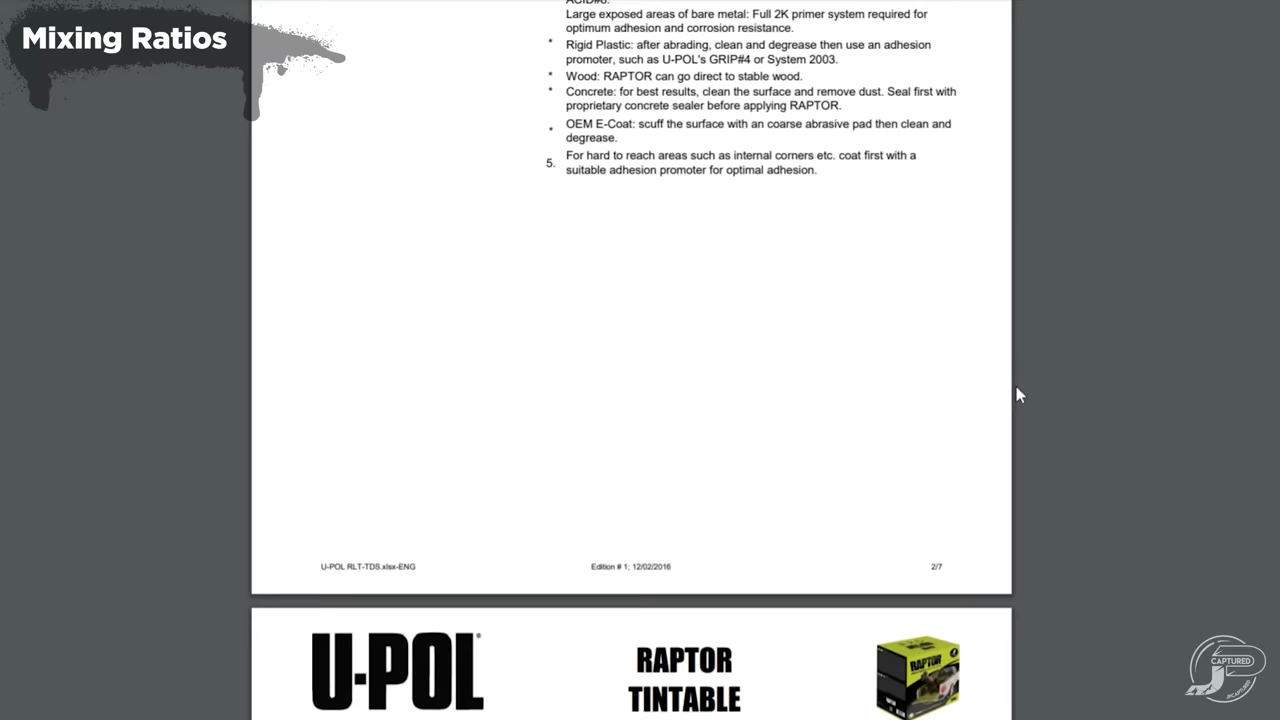 Mixing Ratios
ACID#8.
Large exposed areas of bare metal: Full 2K primer system required for
optimum adhesion and corrosion resistance.
* Rigid Plastic: after abrading, clean and degrease then use an adhesion
promoter, such as U-POL's GRIP#4 or System 2003.
* Wood: RAPTOR can go direct to stable wood.
* Concrete: for best results, clean the surface and remove dust. Seal first with
proprietary concrete sealer before applying RAPTOR.
* OEM E-Coat: scuff the surface with an coarse abrasive pad then clean and
degrease.
5. For hard to reach areas such as internal corners etc. coat first with a
suitable adhesion promoter for optimal adhesion.
U-POL RLT-TDS.xlsx-ENG Edition # 1; 12/02/2016 2/7
U-POL®
RAPTOR
TINTABLE
RAPTOR
CAPTURED
JPCAPTURED